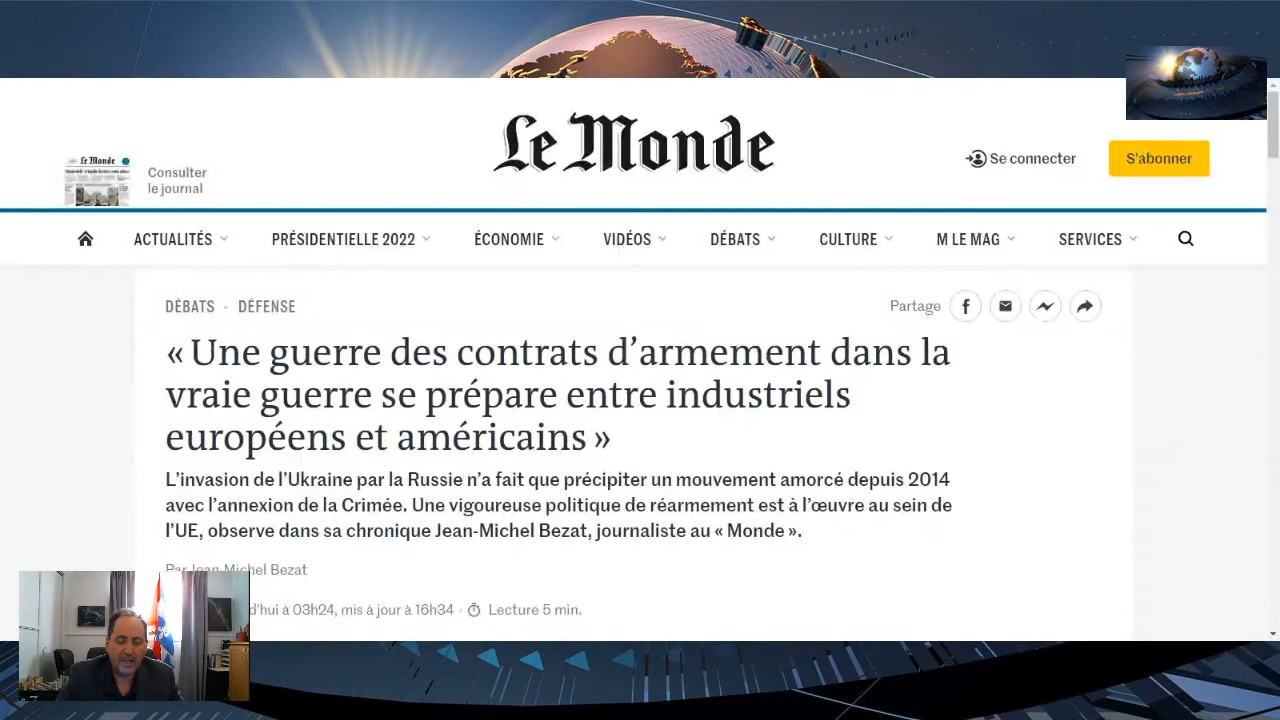 Le Monde
Le Monde
Consulter
le journal
Se connecter
S'abonner
ACTUALITÉS
PRÉSIDENTIELLE 2022
ÉCONOMIE
VIDÉOS
DÉBATS
CULTURE
M LE MAG
SERVICES
DÉBATS - DÉFENSE
Partage
« Une guerre des contrats d’armement dans la
vraie guerre se prépare entre industriels
européens et américains »
L’invasion de l’Ukraine par la Russie n’a fait que précipiter un mouvement amorcé depuis 2014
avec l’annexion de la Crimée. Une vigoureuse politique de réarmement est à l’œuvre au sein de
l’UE, observe dans sa chronique Jean-Michel Bezat, journaliste au « Monde ».
Par Jean-Michel Bezat
d'hui à 03h24, mis à jour à 16h34 · Lecture 5 min.